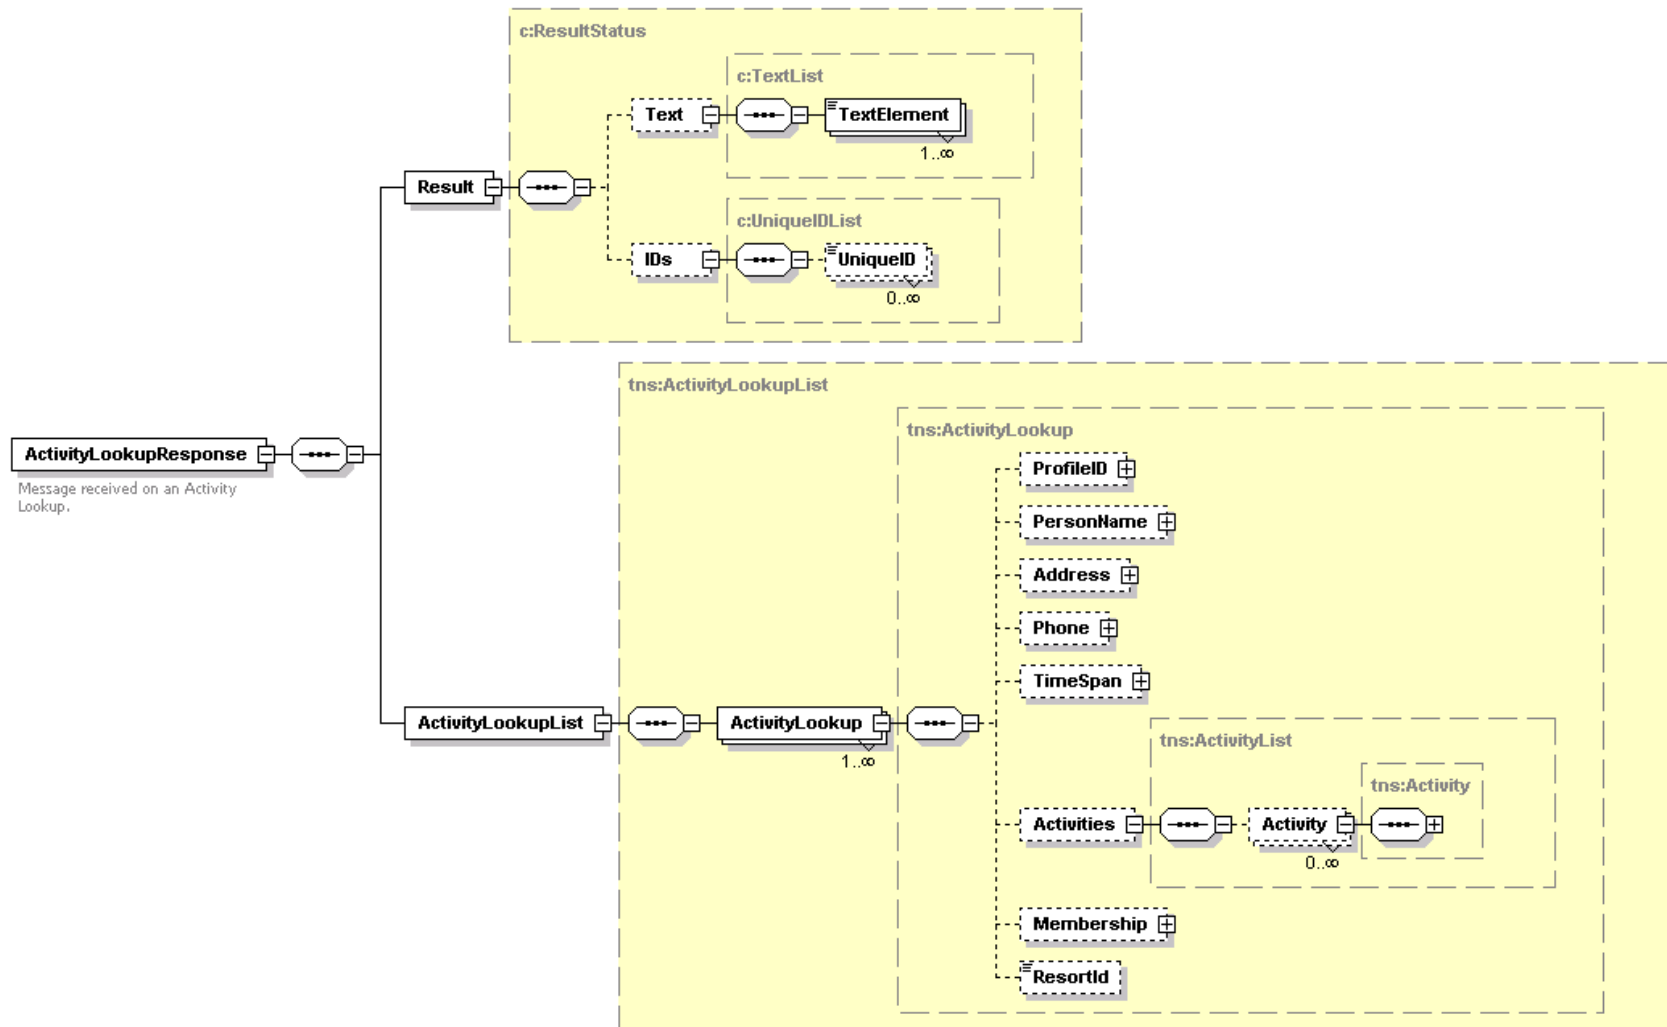 c:ResultStatus
c:TextList
Text
TextElement
1..∞
Result
c:UniqueIDList
IDs
UniqueID
0..∞
tns:ActivityLookupList
tns:ActivityLookup
ActivityLookupResponse
Message received on an Activity
Lookup.
ProfileID
PersonName
Address
Phone
TimeSpan
ActivityLookupList
ActivityLookup
1..∞
tns:ActivityList
tns:Activity
Activities
Activity
0..∞
Membership
ResortId